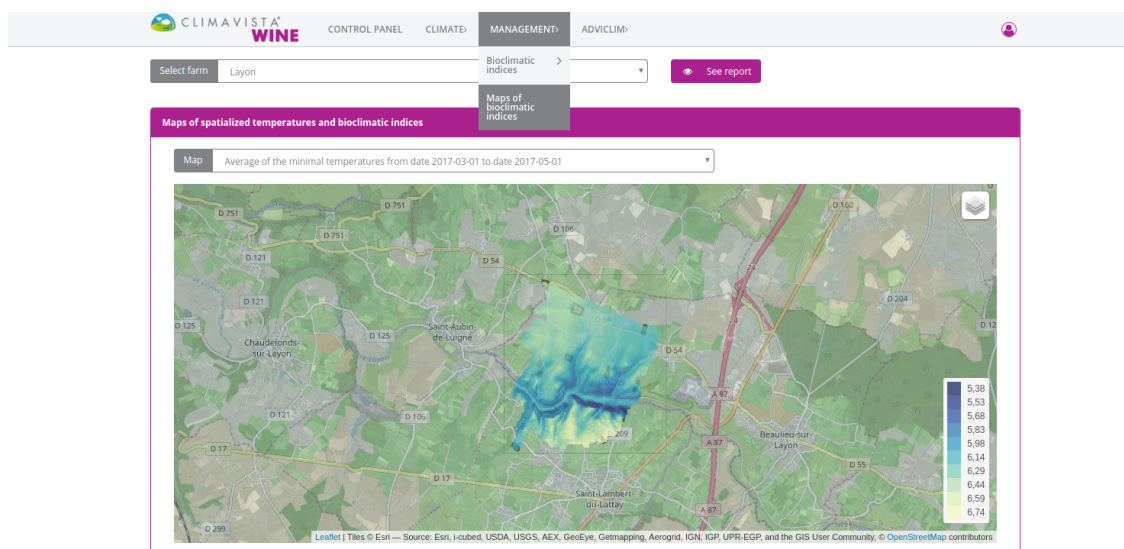 CLIMAVISTA
WINE
CONTROL PANEL
CLIMATE
MANAGEMENT
ADVICLIM
Bioclimatic
indices
Maps of
bioclimatic
indices
Select farm
Layon
See report
Maps of spatialized temperatures and bioclimatic indices
Map
Average of the minimal temperatures from date 2017-03-01 to date 2017-05-01
D 751
D 751
D 751
D 160
D 106
D 121
D 54
24
D 121
D 204
D 125
D 125
Saint-Aubin
de-Luigné
4
D 12
Chaudefonds-
sur-Layon
D 54
A 87
D 121
D 106
D 209
Beaulieu-sur-
Layon
A 87
D 17
D 17
D 55
Saint-Lambert-
du-Lattay
A 87
D 299
5,38
5,53
5,68
5,83
5,98
6,14
6,29
6,44
6,59
6,74
Leaflet | Tiles © Esri — Source: Esri, i-cubed, USDA, USGS, AEX, GeoEye, Getmapping, Aerogrid, IGN, IGP, UPR-EGP, and the GIS User Community, © OpenStreetMap contributors